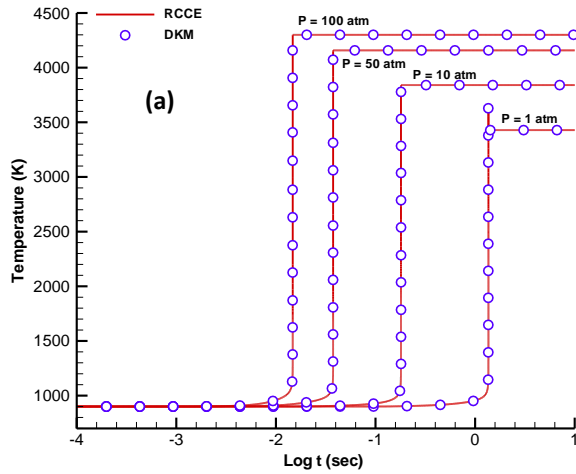 RCCE
DKM
P = 100 atm
P = 50 atm
(a)
P = 10 atm
P = 1 atm
Temperature (K)
4500
4000
3500
3000
2500
2000
1500
1000
-4
-3
-2
-1
0
1
Log t (sec)